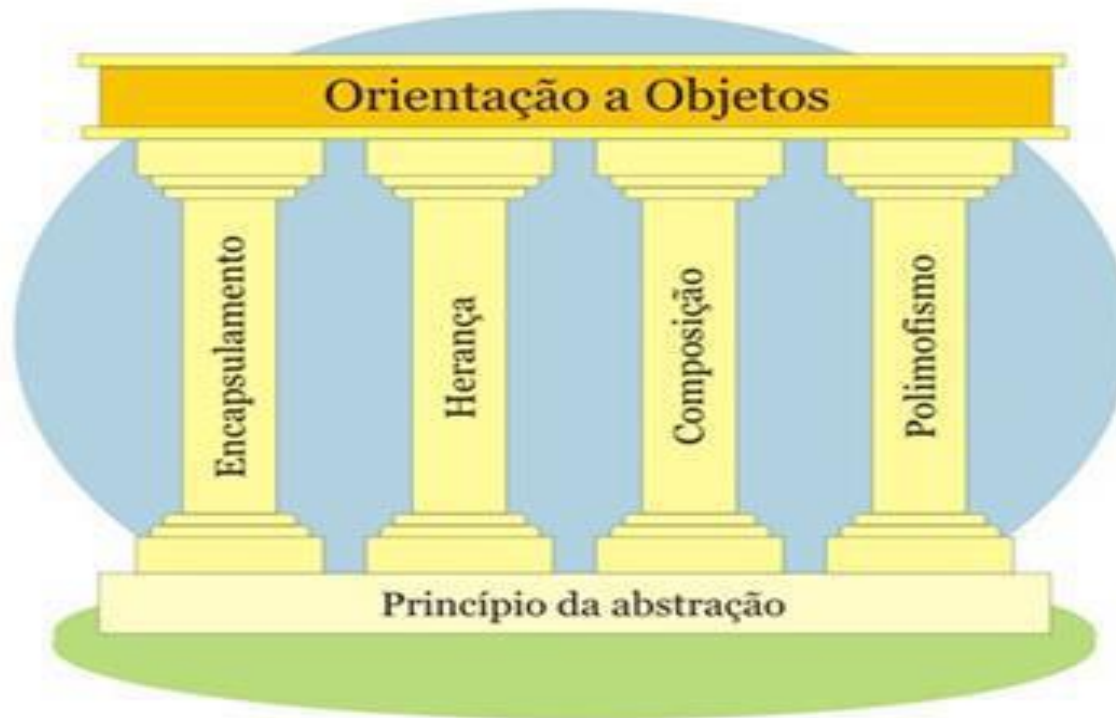 Orientação a Objetos
Encapsulamento
Herança
Composição
Polimofismo
Princípio da abstração